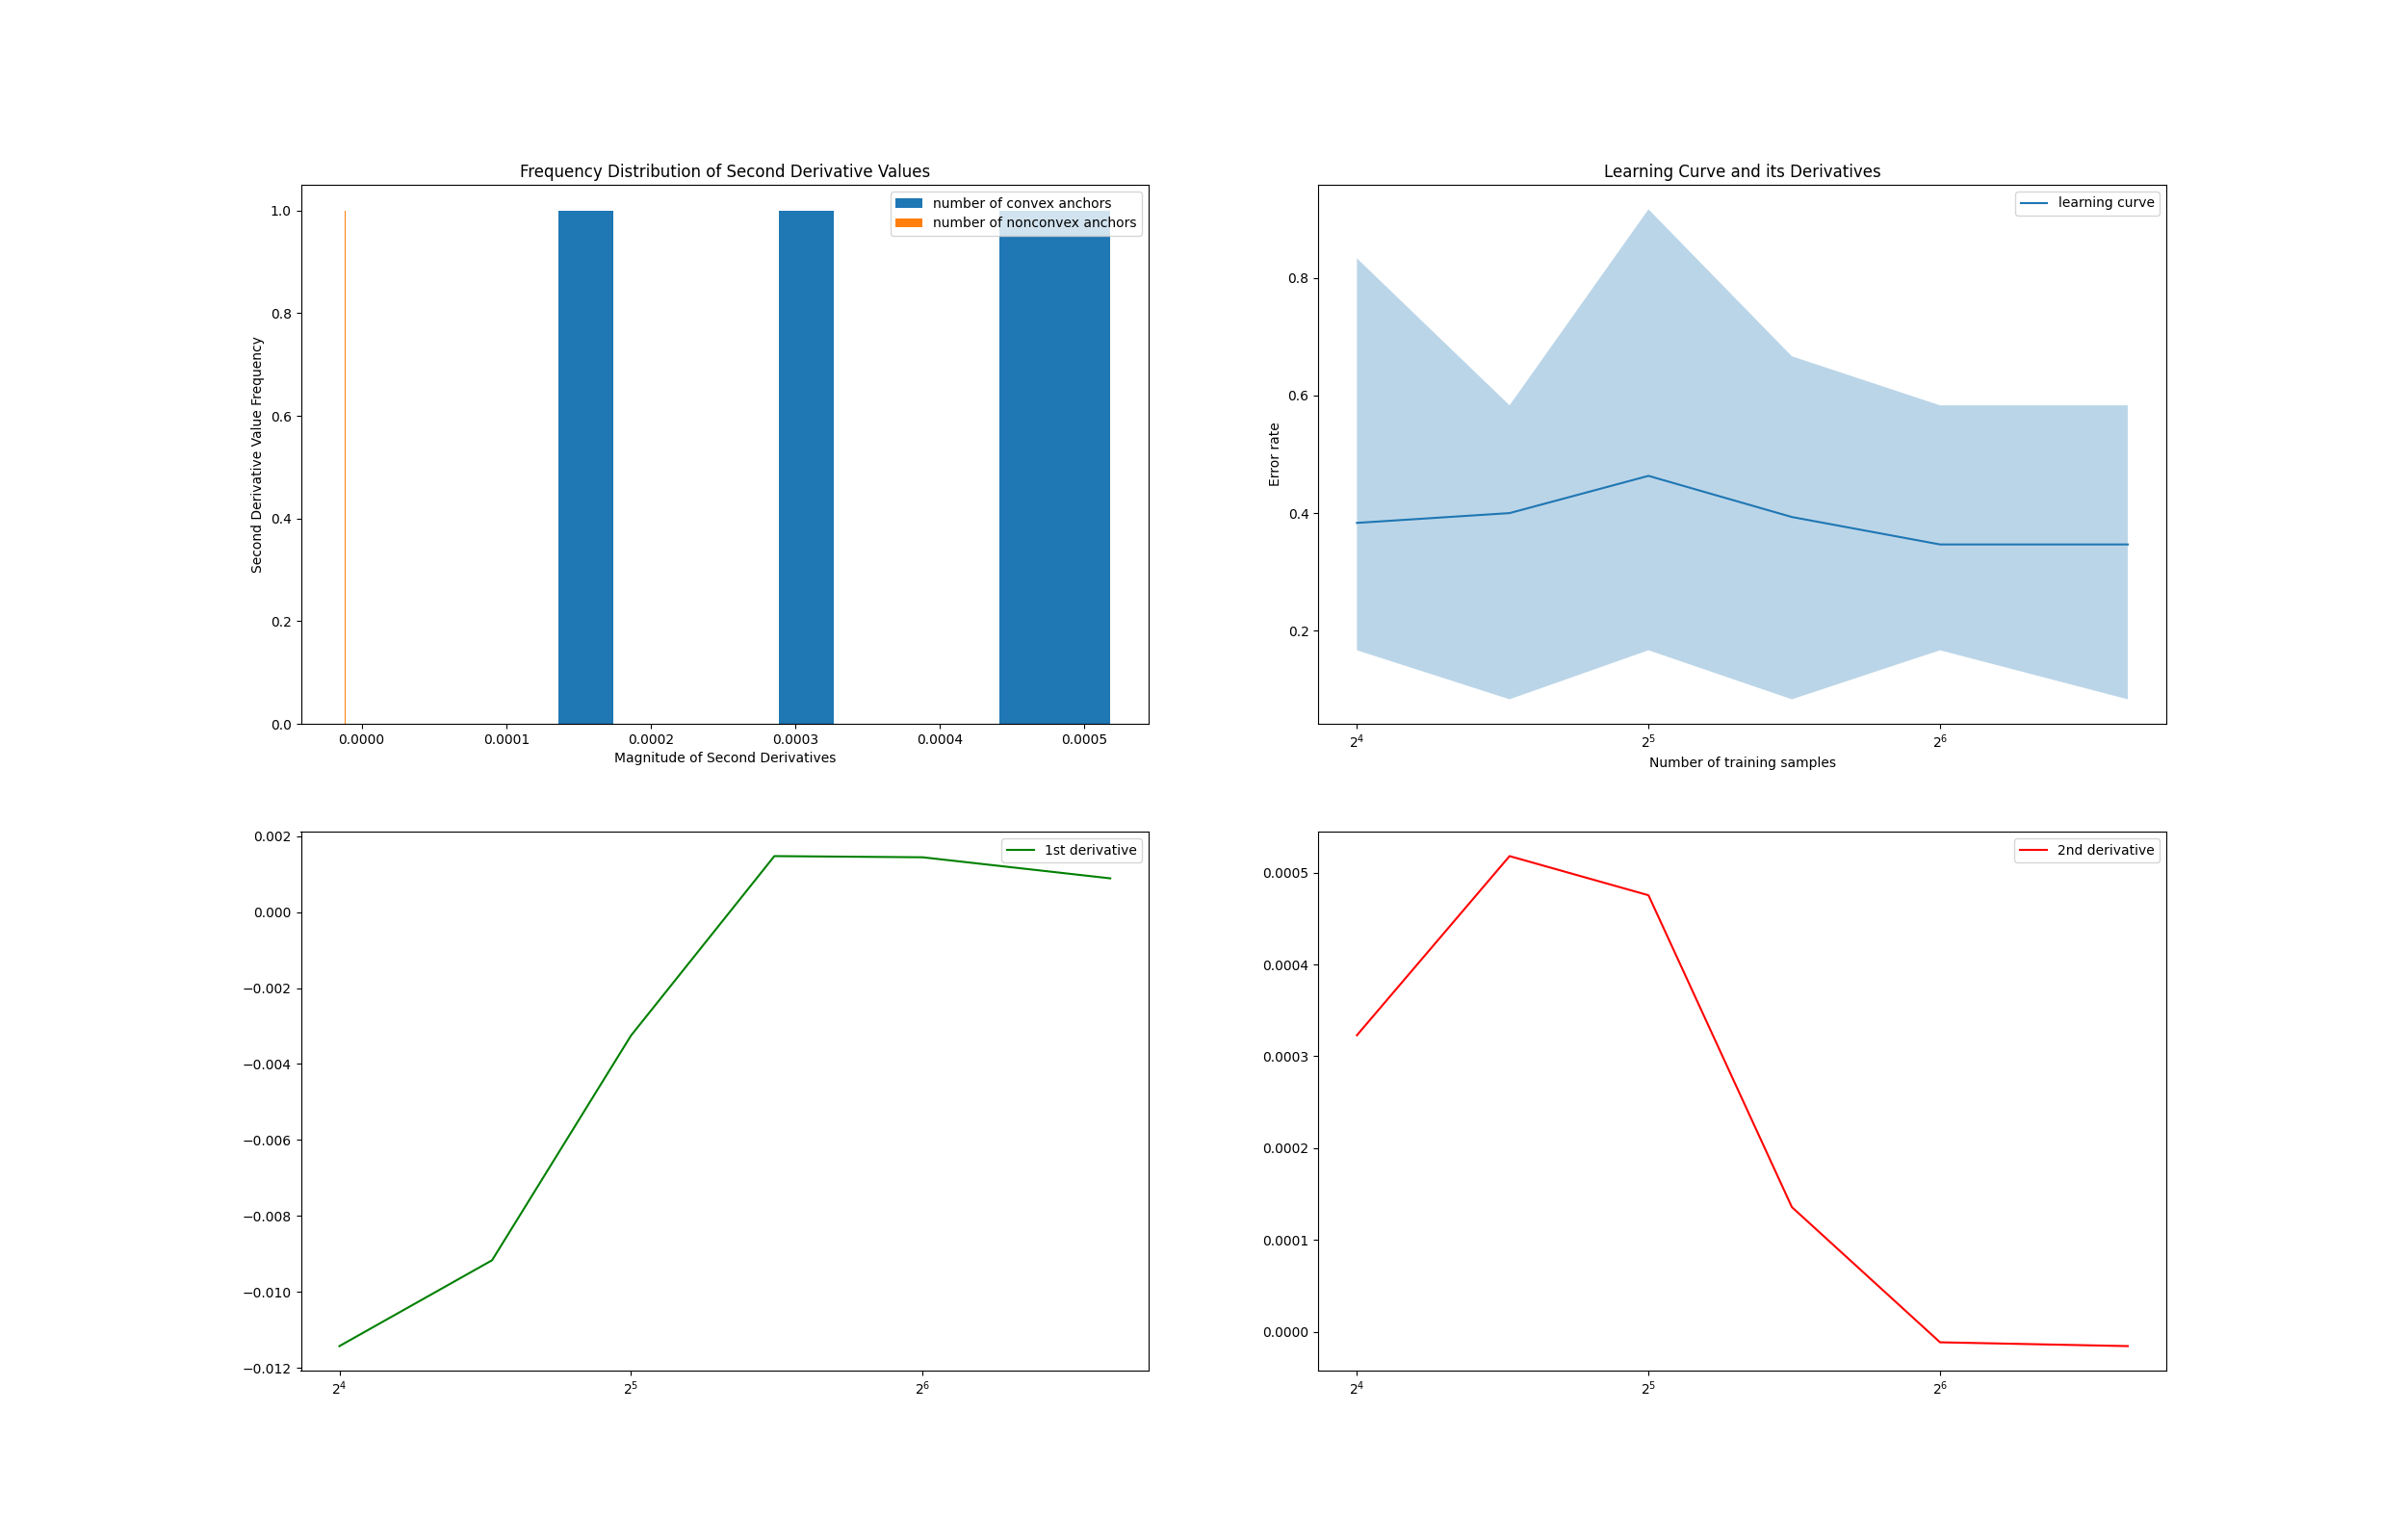 Frequency Distribution of Second Derivative Values
number of convex anchors
number of nonconvex anchors
Second Derivative Value Frequency
1.0
0.8
0.6
0.4
0.2
0.0
0.0000 0.0001 0.0002 0.0003 0.0004 0.0005
Magnitude of Second Derivatives
Learning Curve and its Derivatives
learning curve
Error rate
0.8
0.6
0.4
0.2
2⁴ 2⁵ 2⁶
Number of training samples
1st derivative
0.002
0.000
−0.002
−0.004
−0.006
−0.008
−0.010
−0.012
2⁴ 2⁵ 2⁶
2nd derivative
0.0005
0.0004
0.0003
0.0002
0.0001
0.0000
2⁴ 2⁵ 2⁶